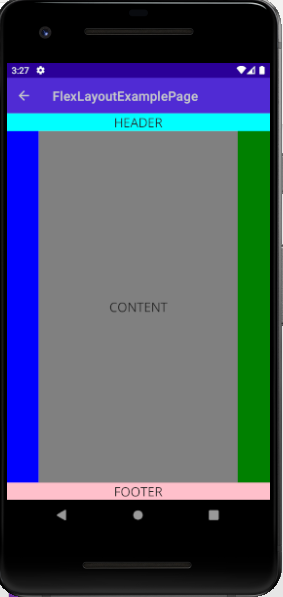 3:27
FlexLayoutExamplePage
HEADER
CONTENT
FOOTER